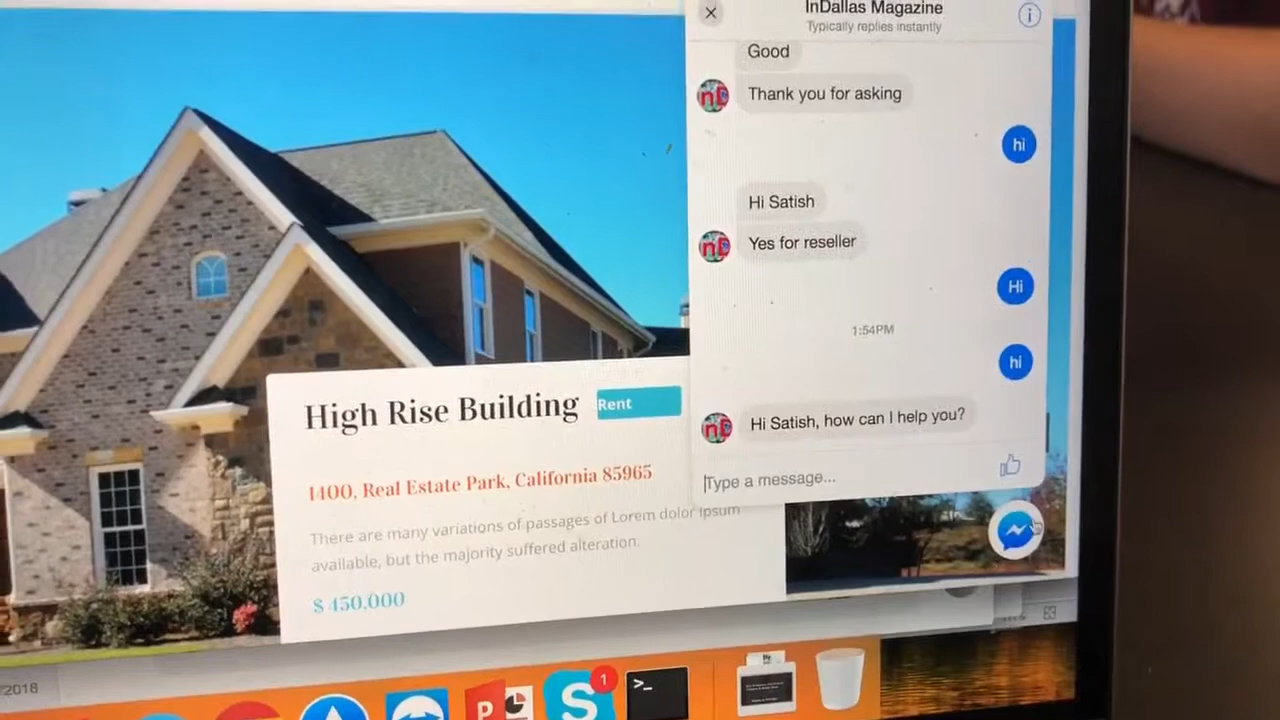 InDallas Magazine
Typically replies instantly
Good
Thank you for asking
hi
Hi Satish
Yes for reseller
Hi
1:54PM
hi
Hi Satish, how can I help you?
Type a message...
High Rise Building
Rent
1400, Real Estate Park, California 85965
There are many variations of passages of Lorem dolor Ipsum
available, but the majority suffered alteration.
$ 450,000
2018
1
S
P
>_